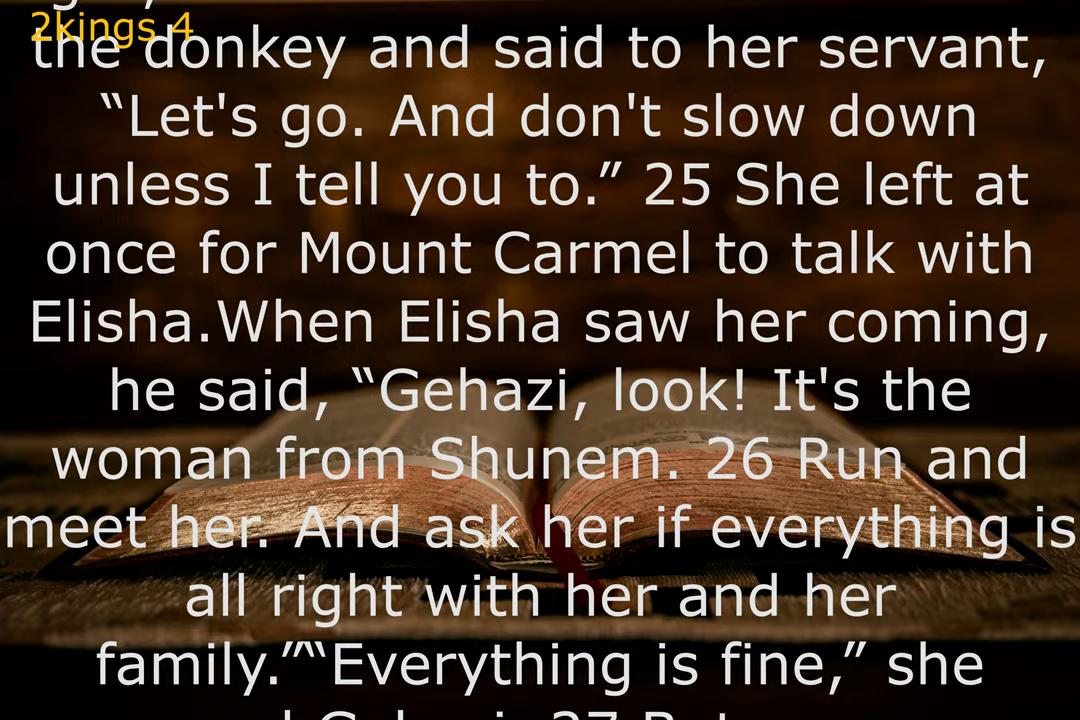 2kings 4
the donkey and said to her servant,
“Let's go. And don't slow down
unless I tell you to.” 25 She left at
once for Mount Carmel to talk with
Elisha.When Elisha saw her coming,
he said, “Gehazi, look! It's the
woman from Shunem. 26 Run and
meet her. And ask her if everything is
all right with her and her
family.”“Everything is fine,” she